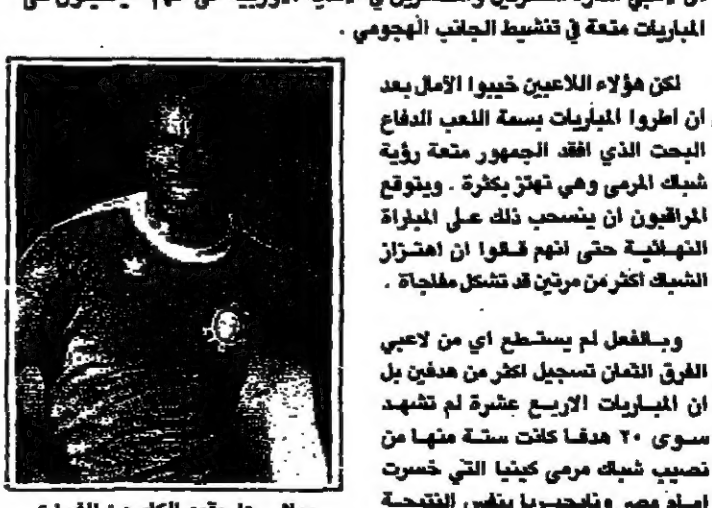 المباريات متعة في تنشيط الجانب الهجومي .
لكن هؤلاء اللاعبين خيبوا الآمال بعد
ان اطروا المباريات بسمة اللعب الدفاع
البحت الذي افقد الجمهور متعة رؤية
شباك المرمى وهي تهتز بكثرة . ويتوقع
المراقبون ان ينسحب ذلك على المباراة
النهائية حتى انهم قالوا ان اهتزاز
الشباك اكثر من مرتين قد تشكل مفاجاة .
وبالفعل لم يستطع اي من لاعبي
الفرق الثمان تسجيل اكثر من هدفين بل
ان المباريات الاربع عشرة لم تشهد
سوى ٢٠ هدفا كانت ستة منها من
نصيب شباك مرمى كينيا التي خسرت
امام مصر ونايجيريا بنفس النتيجة